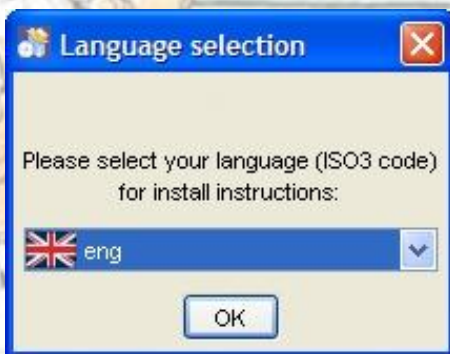 Language selection
Please select your language (ISO3 code)
for install instructions:
eng
OK